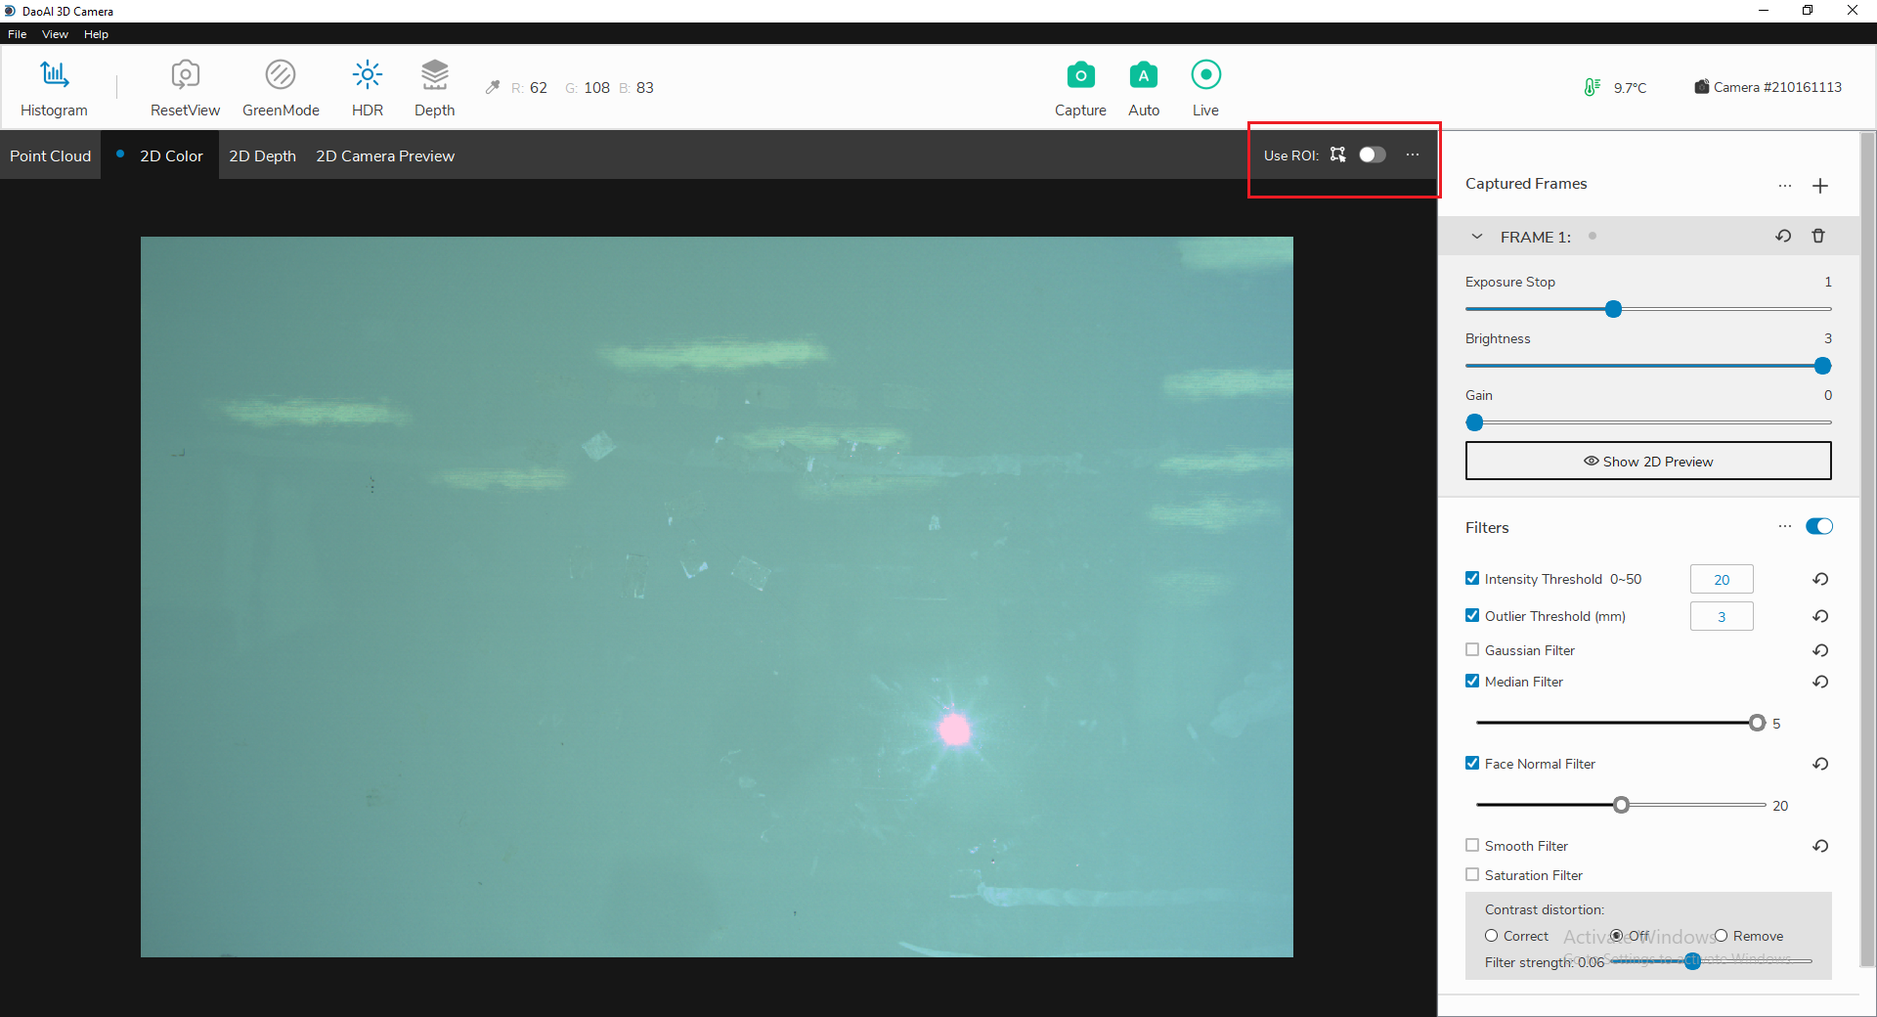 DaoAI 3D Camera
File View Help
Histogram
ResetView
GreenMode
HDR
Depth
R: 62 G: 108 B: 83
Capture
Auto
Live
9.7°C
Camera #210161113
Point Cloud
2D Color
2D Depth
2D Camera Preview
Use ROI:
Captured Frames
FRAME 1:
Exposure Stop 1
Brightness 3
Gain 0
Show 2D Preview
Filters
Intensity Threshold 0~50 20
Outlier Threshold (mm) 3
Gaussian Filter
Median Filter
5
Face Normal Filter
20
Smooth Filter
Saturation Filter
Contrast distortion:
Correct Off Remove
Filter strength: 0.06
Activate Windows
Go to Settings to activate Windows.